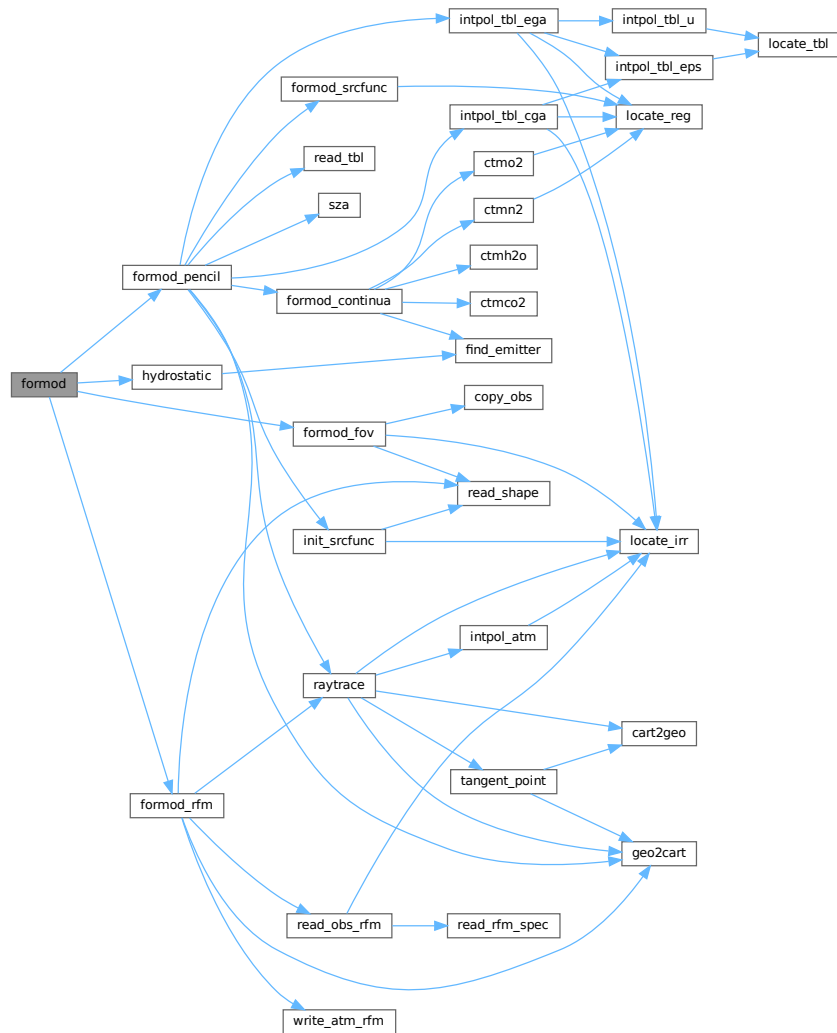 intpol_tbl_ega
intpol_tbl_u
locate_tbl
intpol_tbl_eps
formod_srcfunc
intpol_tbl_cga
locate_reg
read_tbl
ctmo2
sza
ctmn2
ctmh2o
formod_pencil
formod_continua
ctmco2
find_emitter
formod
hydrostatic
copy_obs
formod_fov
read_shape
init_srcfunc
locate_irr
intpol_atm
raytrace
cart2geo
tangent_point
formod_rfm
geo2cart
read_obs_rfm
read_rfm_spec
write_atm_rfm